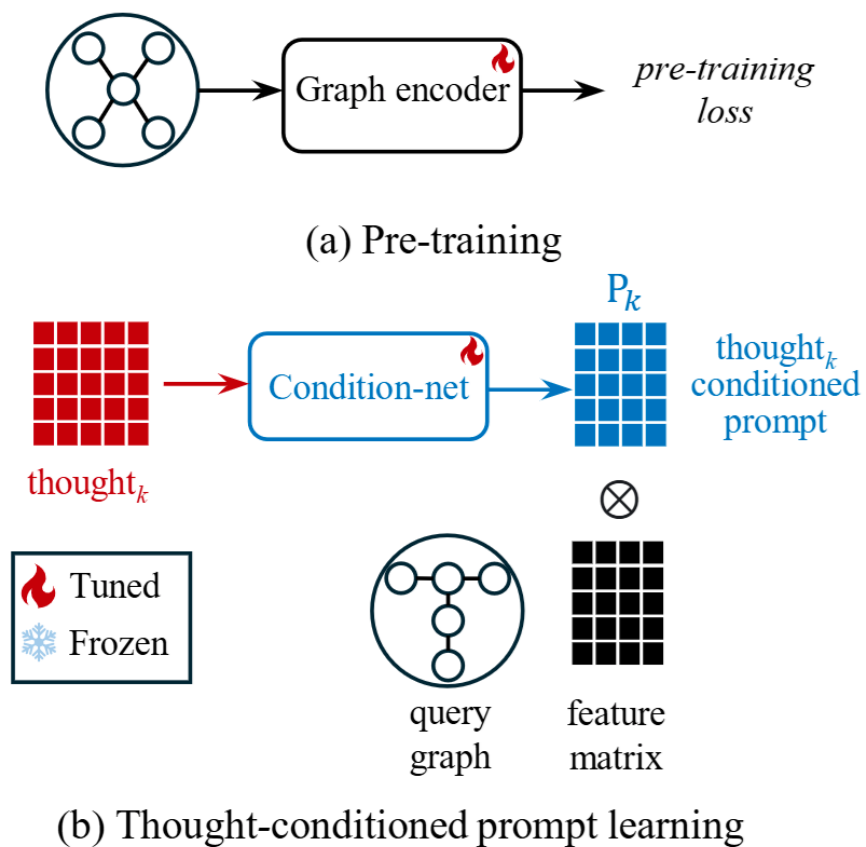 Graph encoder
pre-training
loss
(a) Pre-training
P_k
thought_k
Condition-net
thought_k
conditioned
prompt
Tuned
Frozen
query
graph
feature
matrix
(b) Thought-conditioned prompt learning